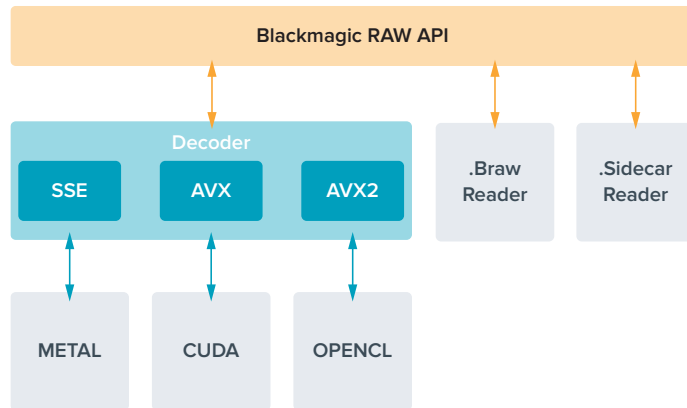 Blackmagic RAW API
Decoder
SSE
AVX
AVX2
.Braw
Reader
.Sidecar
Reader
METAL
CUDA
OPENCL